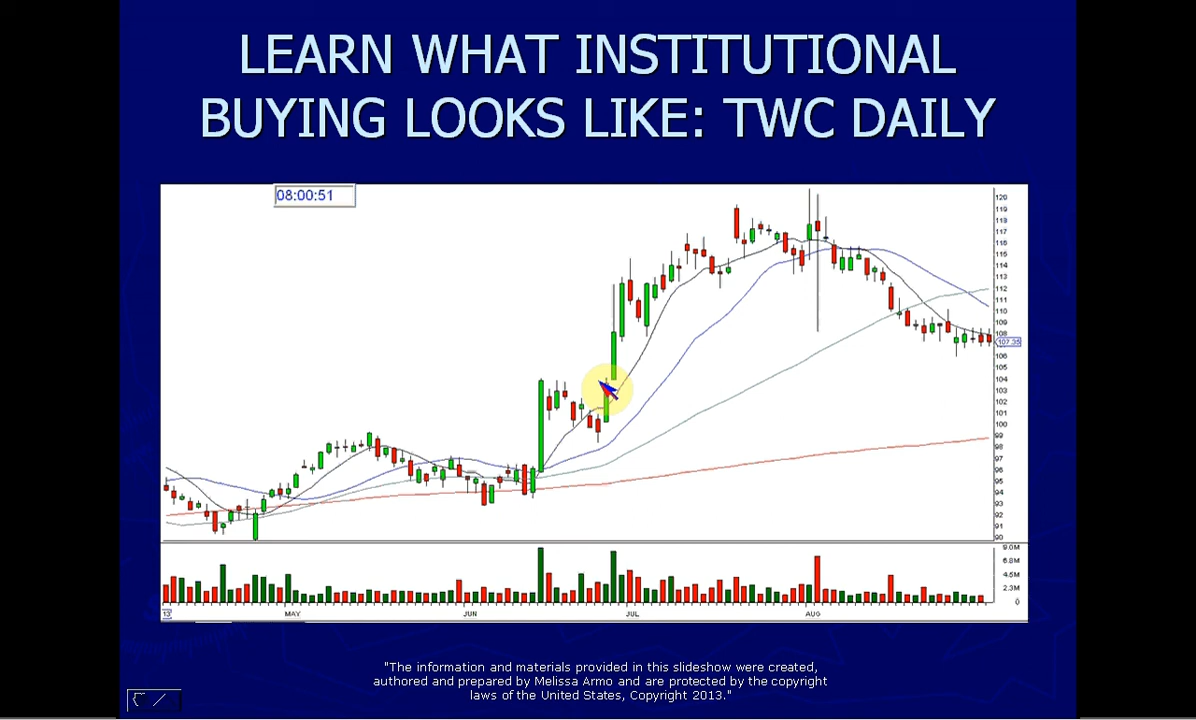 LEARN WHAT INSTITUTIONAL
BUYING LOOKS LIKE: TWC DAILY
08:00:51
120
119
118
117
116
115
114
113
112
111
110
109
108
107.35
106
105
104
103
102
101
100
99
98
97
96
95
94
93
92
91
90
9.0M
6.8M
4.5M
2.3M
0
13
MAY
JUN
JUL
AUG
"The information and materials provided in this slideshow were created,
authored and prepared by Melissa Armo and are protected by the copyright
laws of the United States, Copyright 2013."